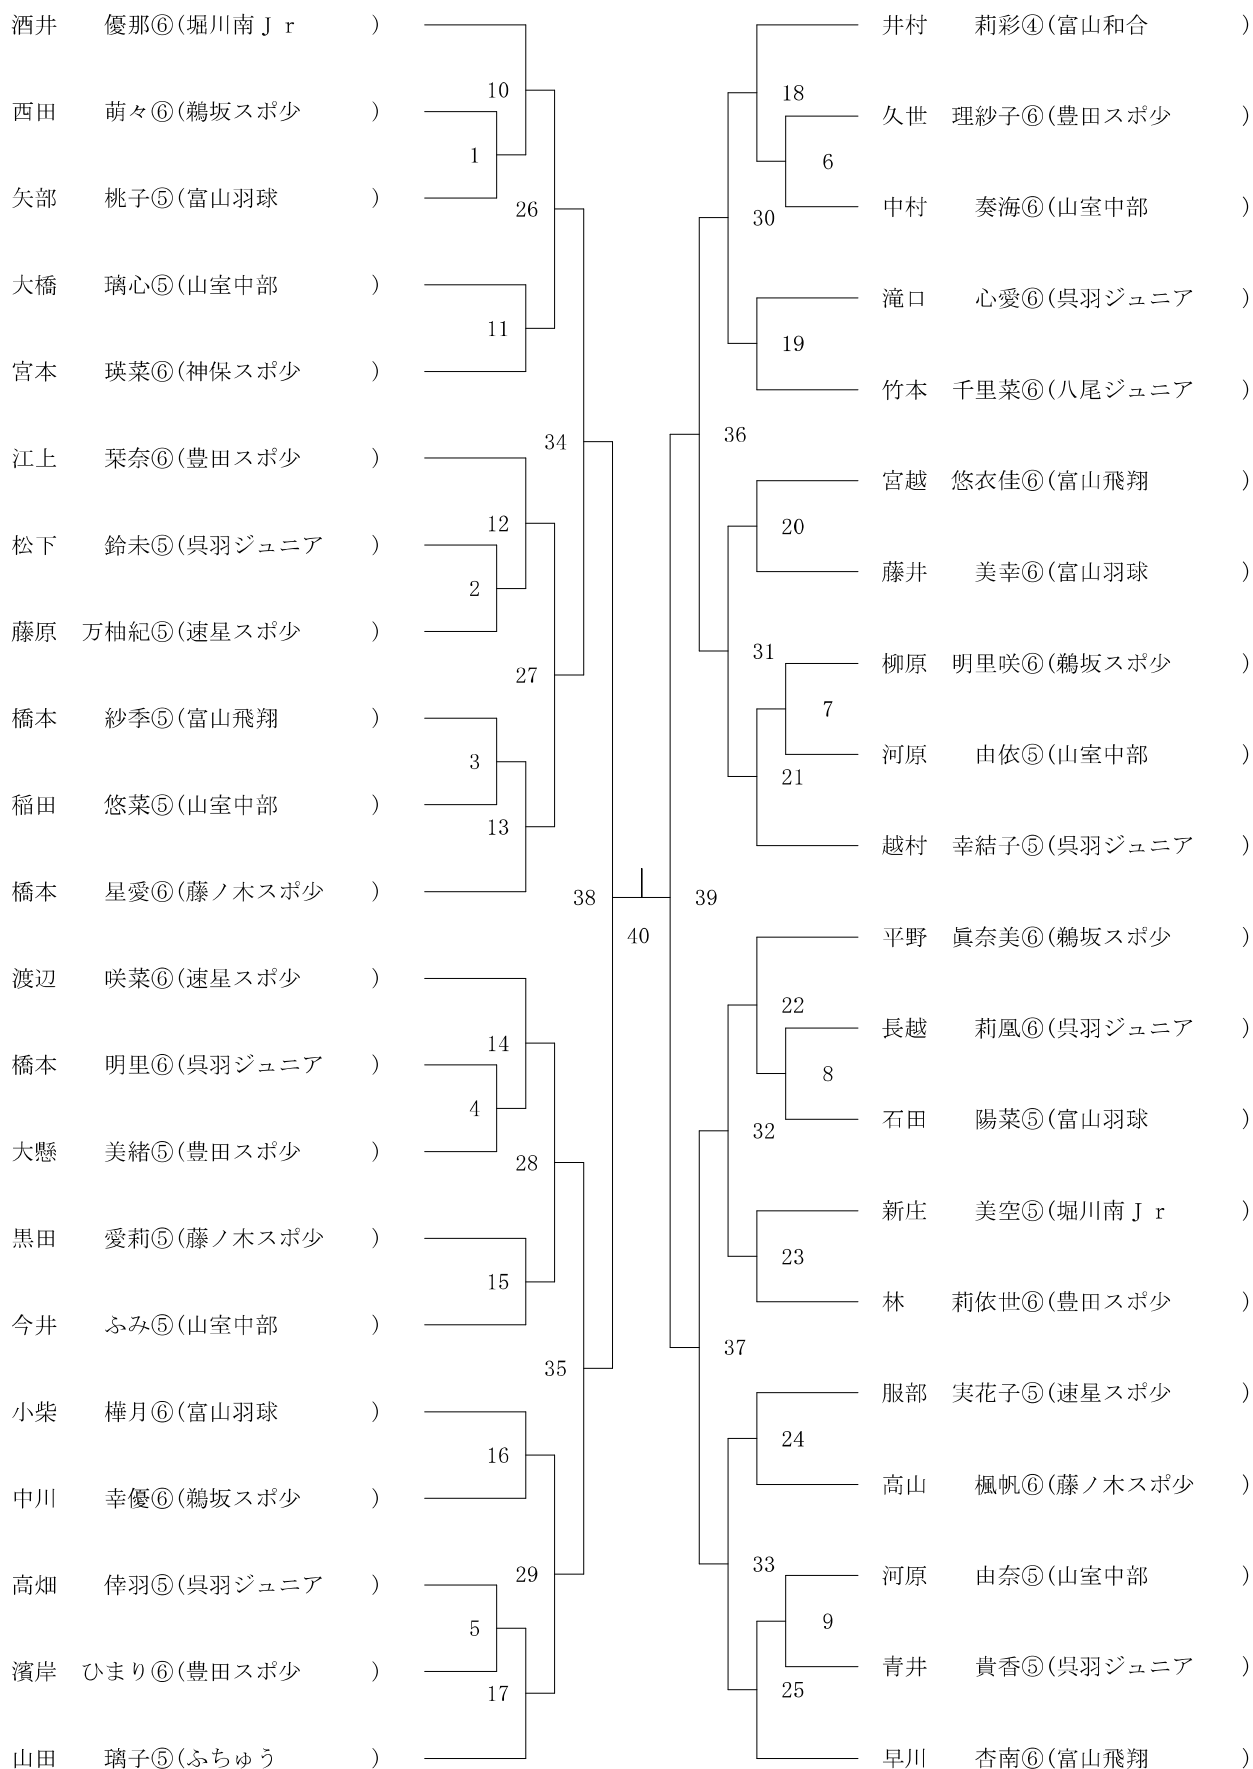 酒井 優那⑥(堀川南Ｊｒ )
10
西田 萌々⑥(鵜坂スポ少 )
1
矢部 桃子⑤(富山羽球 )
26
大橋 璃心⑤(山室中部 )
11
宮本 瑛菜⑥(神保スポ少 )
34
江上 栞奈⑥(豊田スポ少 )
12
松下 鈴未⑤(呉羽ジュニア )
2
藤原 万柚紀⑤(速星スポ少 )
27
橋本 紗季⑤(富山飛翔 )
3
稲田 悠菜⑤(山室中部 )
13
橋本 星愛⑥(藤ノ木スポ少 )
38
渡辺 咲菜⑥(速星スポ少 )
14
橋本 明里⑥(呉羽ジュニア )
4
大懸 美緒⑤(豊田スポ少 )
28
黒田 愛莉⑤(藤ノ木スポ少 )
15
今井 ふみ⑤(山室中部 )
35
小柴 樺月⑥(富山羽球 )
16
中川 幸優⑥(鵜坂スポ少 )
29
高畑 倖羽⑤(呉羽ジュニア )
5
濱岸 ひまり⑥(豊田スポ少 )
17
山田 璃子⑤(ふちゅう )
40
井村 莉彩④(富山和合 )
18
久世 理紗子⑥(豊田スポ少 )
6
中村 奏海⑥(山室中部 )
30
滝口 心愛⑥(呉羽ジュニア )
19
竹本 千里菜⑥(八尾ジュニア )
36
宮越 悠衣佳⑥(富山飛翔 )
20
藤井 美幸⑥(富山羽球 )
31
柳原 明里咲⑥(鵜坂スポ少 )
7
河原 由依⑤(山室中部 )
21
越村 幸結子⑤(呉羽ジュニア )
39
平野 眞奈美⑥(鵜坂スポ少 )
22
長越 莉凰⑥(呉羽ジュニア )
8
石田 陽菜⑤(富山羽球 )
32
新庄 美空⑤(堀川南Ｊｒ )
23
林 莉依世⑥(豊田スポ少 )
37
服部 実花子⑤(速星スポ少 )
24
高山 楓帆⑥(藤ノ木スポ少 )
33
河原 由奈⑤(山室中部 )
9
青井 貴香⑤(呉羽ジュニア )
25
早川 杏南⑥(富山飛翔 )